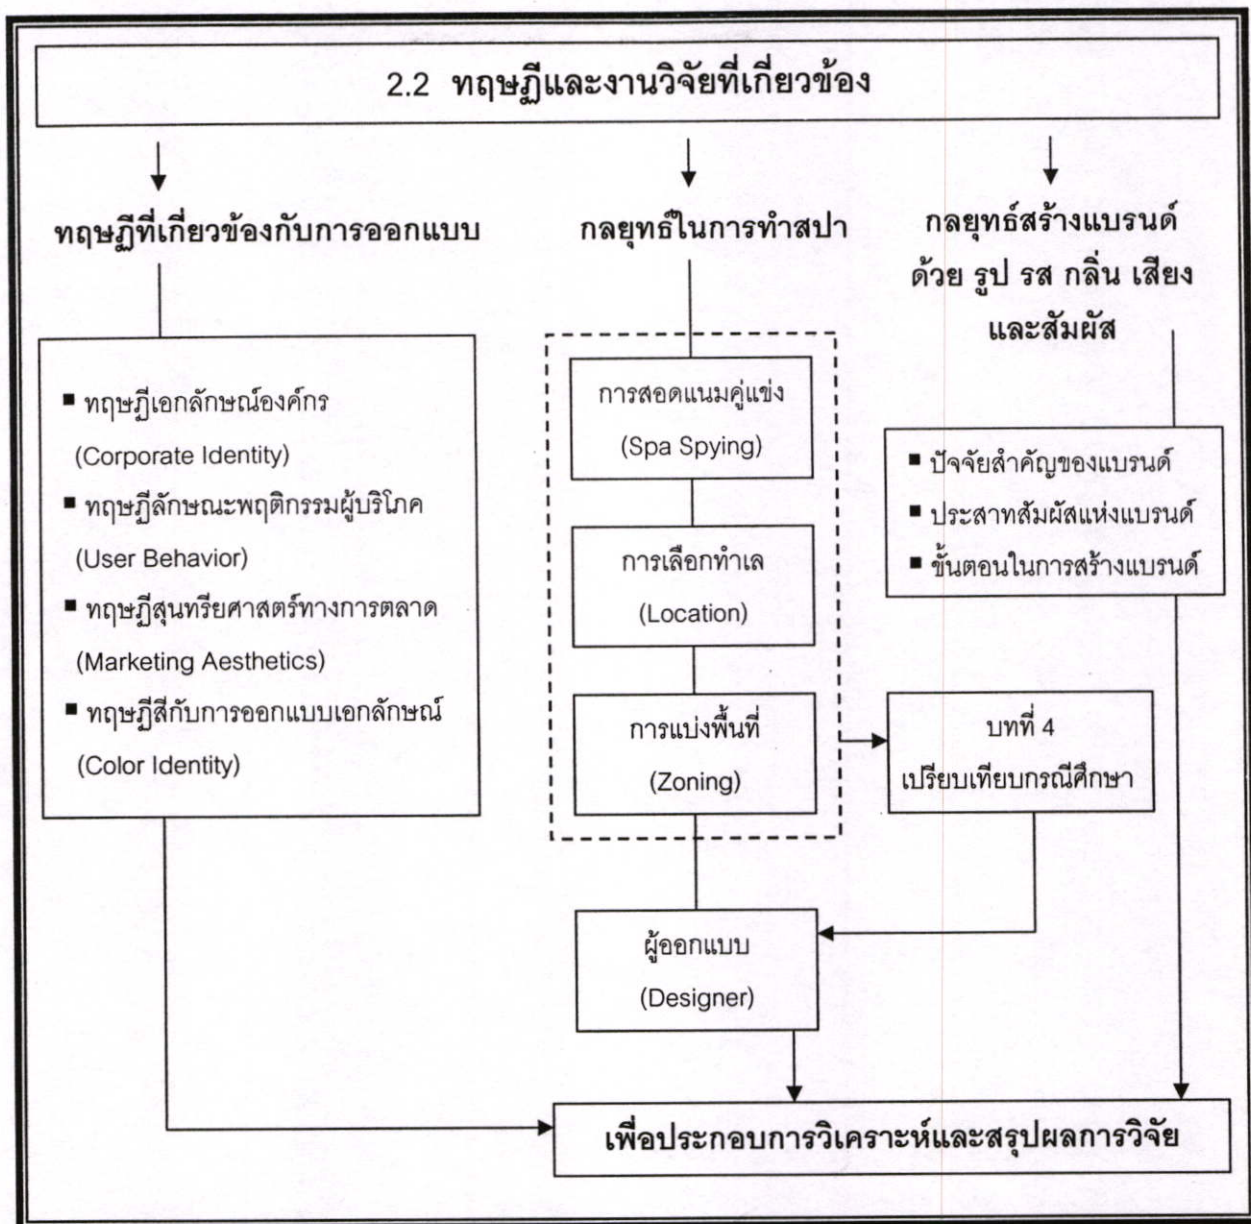 2.2 ทฤษฎีและงานวิจัยที่เกี่ยวข้อง
ทฤษฎีที่เกี่ยวข้องกับการออกแบบ
■ ทฤษฎีเอกลักษณ์องค์กร
(Corporate Identity)
■ ทฤษฎีลักษณะพฤติกรรมผู้บริโภค
(User Behavior)
■ ทฤษฎีสุนทรียศาสตร์ทางการตลาด
(Marketing Aesthetics)
■ ทฤษฎีสีกับการออกแบบเอกลักษณ์
(Color Identity)
กลยุทธ์ในการทำสปา
การสอดแนมคู่แข่ง
(Spa Spying)
การเลือกทำเล
(Location)
การแบ่งพื้นที่
(Zoning)
ผู้ออกแบบ
(Designer)
กลยุทธ์สร้างแบรนด์
ด้วย รูป รส กลิ่น เสียง
และสัมผัส
■ ปัจจัยสำคัญของแบรนด์
■ ประสาทสัมผัสแห่งแบรนด์
■ ขั้นตอนในการสร้างแบรนด์
บทที่ 4
เปรียบเทียบกรณีศึกษา
เพื่อประกอบการวิเคราะห์และสรุปผลการวิจัย